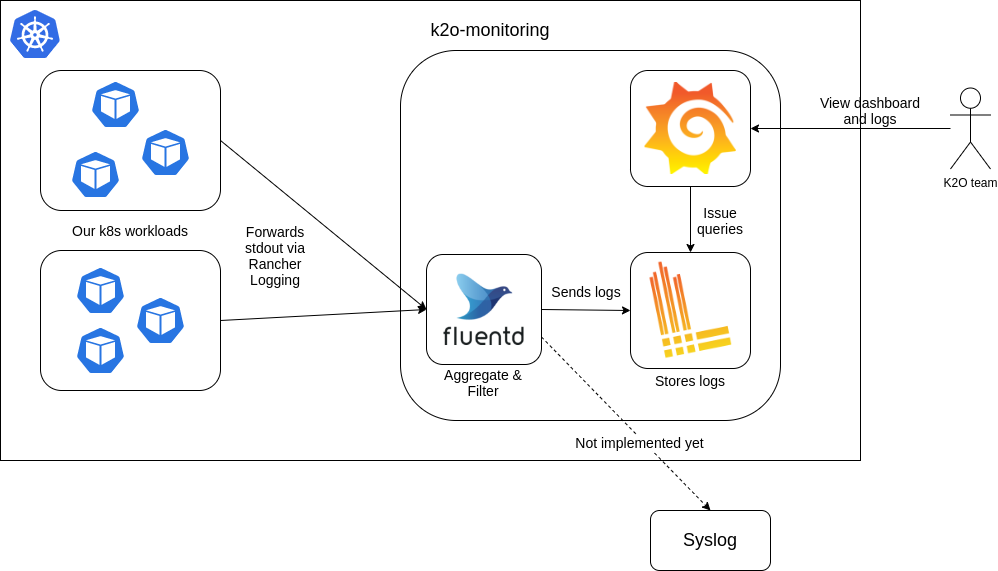 k2o-monitoring
View dashboard
and logs
K2O team
Our k8s workloads
Issue
queries
Forwards
stdout via
Rancher
Logging
Sends logs
fluentd
Aggregate &
Filter
Stores logs
Not implemented yet
Syslog